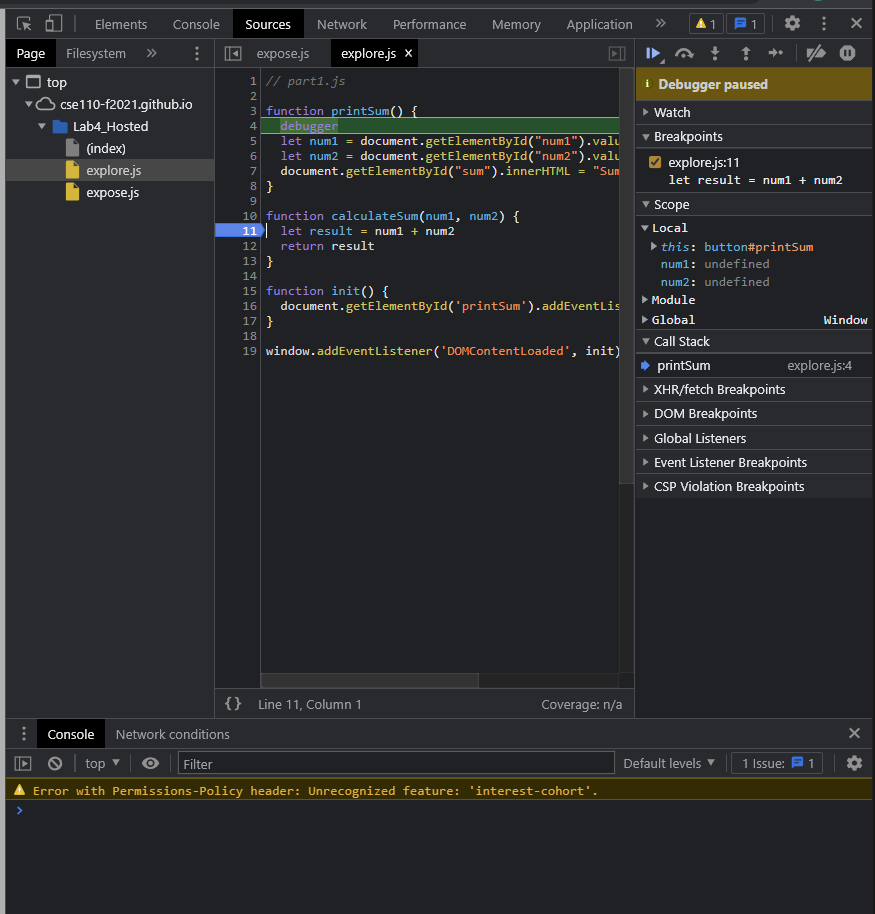 Elements Console Sources Network Performance Memory Application » 1 1
Page Filesystem »
expose.js explore.js ×
top
cse110-f2021.github.io
Lab4_Hosted
(index)
explore.js
expose.js
1 // part1.js
2
3 function printSum() {
4 debugger
5 let num1 = document.getElementById("num1").valu
6 let num2 = document.getElementById("num2").valu
7 document.getElementById("sum").innerHTML = "Sum
8 }
9
10 function calculateSum(num1, num2) {
11 let result = num1 + num2
12 return result
13 }
14
15 function init() {
16 document.getElementById('printSum').addEventLis
17 }
18
19 window.addEventListener('DOMContentLoaded', init)
{} Line 11, Column 1 Coverage: n/a
Debugger paused
Watch
Breakpoints
explore.js:11
let result = num1 + num2
Scope
Local
this: button#printSum
num1: undefined
num2: undefined
Module
Global Window
Call Stack
printSum explore.js:4
XHR/fetch Breakpoints
DOM Breakpoints
Global Listeners
Event Listener Breakpoints
CSP Violation Breakpoints
Console Network conditions
top Filter Default levels 1 Issue: 1
Error with Permissions-Policy header: Unrecognized feature: 'interest-cohort'.